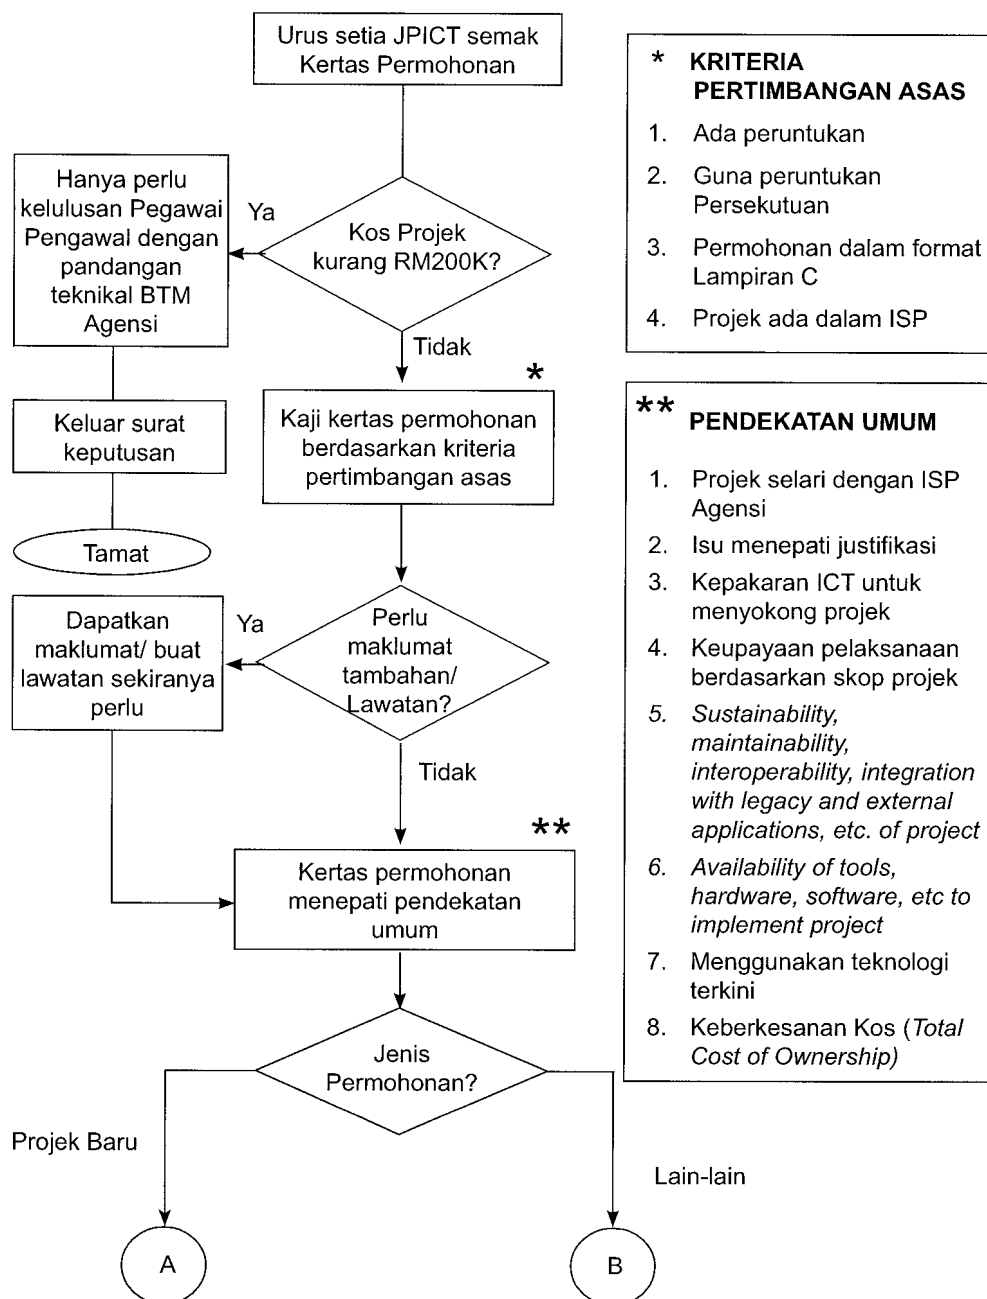 Urus setia JPICT semak
Kertas Permohonan
Hanya perlu
kelulusan Pegawai
Pengawal dengan
pandangan
teknikal BTM
Agensi
Ya
Kos Projek
kurang RM200K?
Tidak
Keluar surat
keputusan
Tamat
*
Kaji kertas permohonan
berdasarkan kriteria
pertimbangan asas
Dapatkan
maklumat/ buat
lawatan sekiranya
perlu
Ya
Perlu
maklumat
tambahan/
Lawatan?
Tidak
**
Kertas permohonan
menepati pendekatan
umum
Jenis
Permohonan?
Projek Baru
Lain-lain
A
B
* KRITERIA
PERTIMBANGAN ASAS
1. Ada peruntukan
2. Guna peruntukan
Persekutuan
3. Permohonan dalam format
Lampiran C
4. Projek ada dalam ISP
** PENDEKATAN UMUM
1. Projek selari dengan ISP
Agensi
2. Isu menepati justifikasi
3. Kepakaran ICT untuk
menyokong projek
4. Keupayaan pelaksanaan
berdasarkan skop projek
5. Sustainability,
maintainability,
interoperability, integration
with legacy and external
applications, etc. of project
6. Availability of tools,
hardware, software, etc to
implement project
7. Menggunakan teknologi
terkini
8. Keberkesanan Kos (Total
Cost of Ownership)